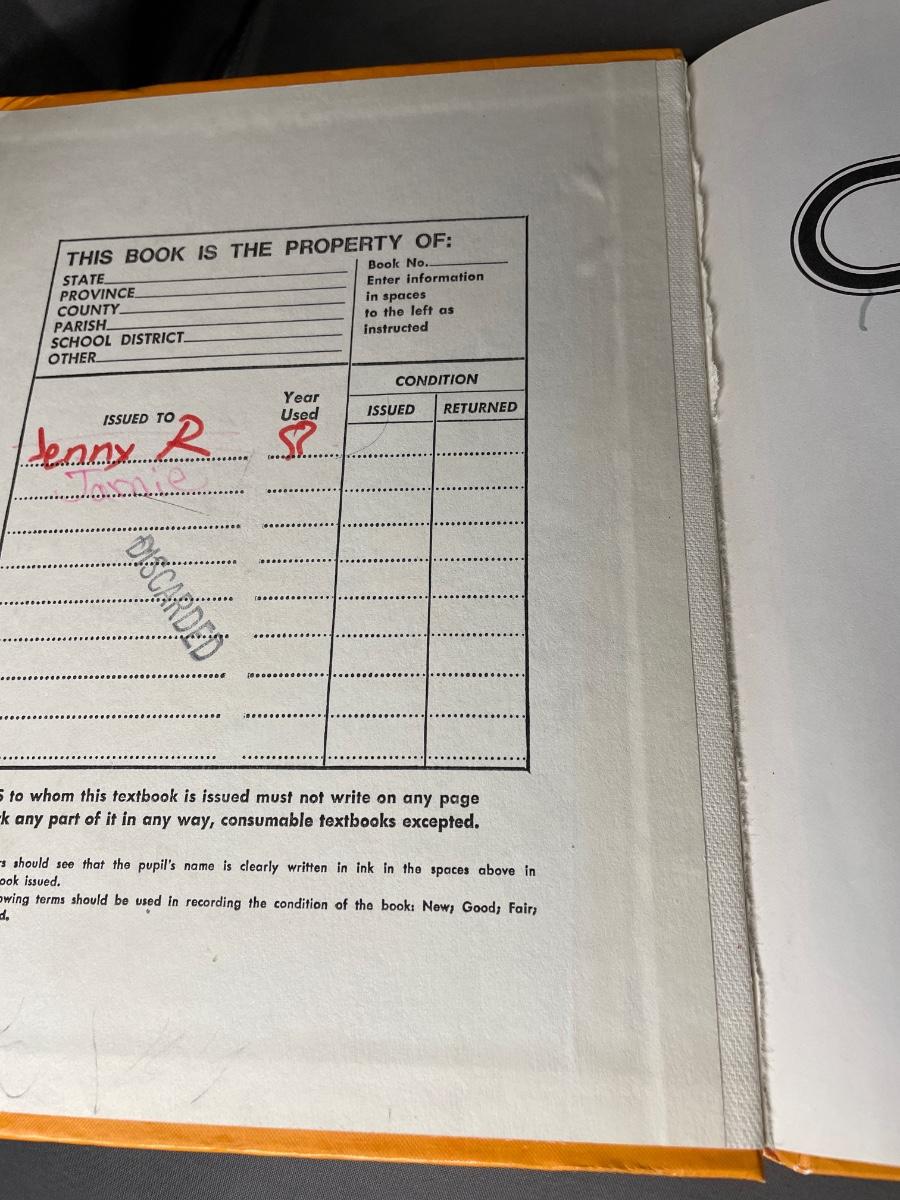 THIS BOOK IS THE PROPERTY OF:
STATE
PROVINCE
COUNTY
PARISH
SCHOOL DISTRICT
OTHER
Book No.
Enter information
in spaces
to the left as
instructed
ISSUED TO
Year
Used
CONDITION
ISSUED
RETURNED
Jenny R
Jamie
DISCARDED
S to whom this textbook is issued must not write on any page
k any part of it in any way, consumable textbooks excepted.
rs should see that the pupil's name is clearly written in ink in the spaces above in
ook issued.
owing terms should be used in recording the condition of the book: New; Good; Fair;
d.